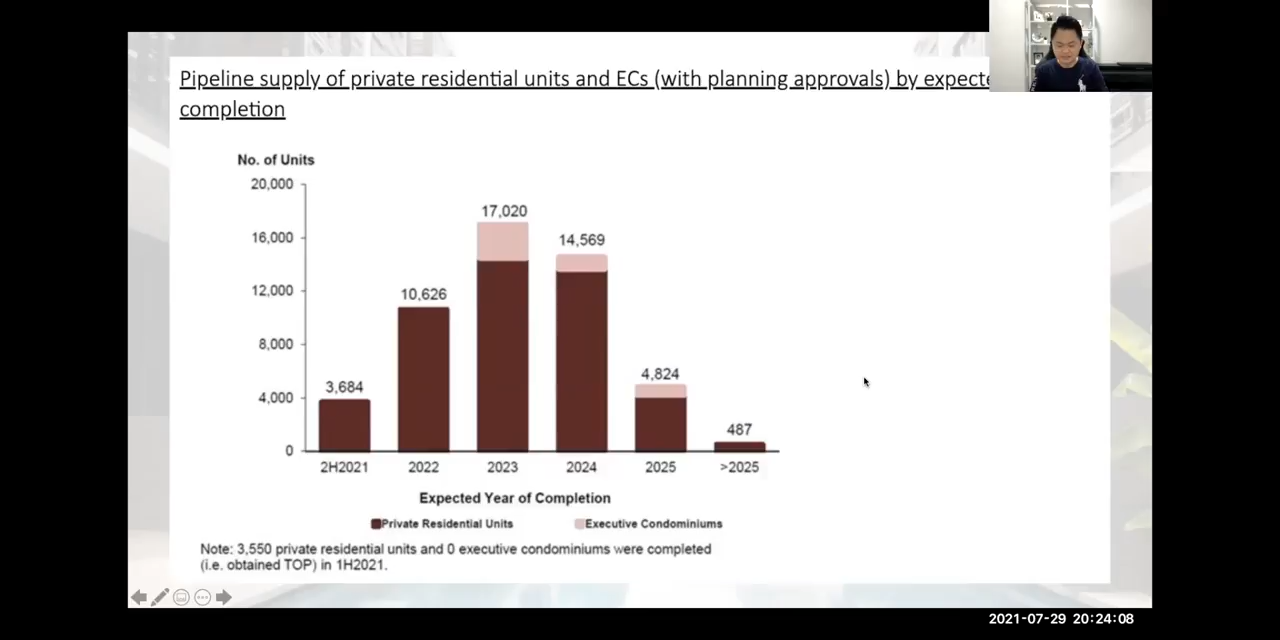 Pipeline supply of private residential units and ECs (with planning approvals) by expecte
completion
No. of Units
20,000
16,000
12,000
8,000
4,000
0
3,684
10,626
17,020
14,569
4,824
487
2H2021 2022 2023 2024 2025 >2025
Expected Year of Completion
Private Residential Units Executive Condominiums
Note: 3,550 private residential units and 0 executive condominiums were completed
(i.e. obtained TOP) in 1H2021.
2021-07-29 20:24:08